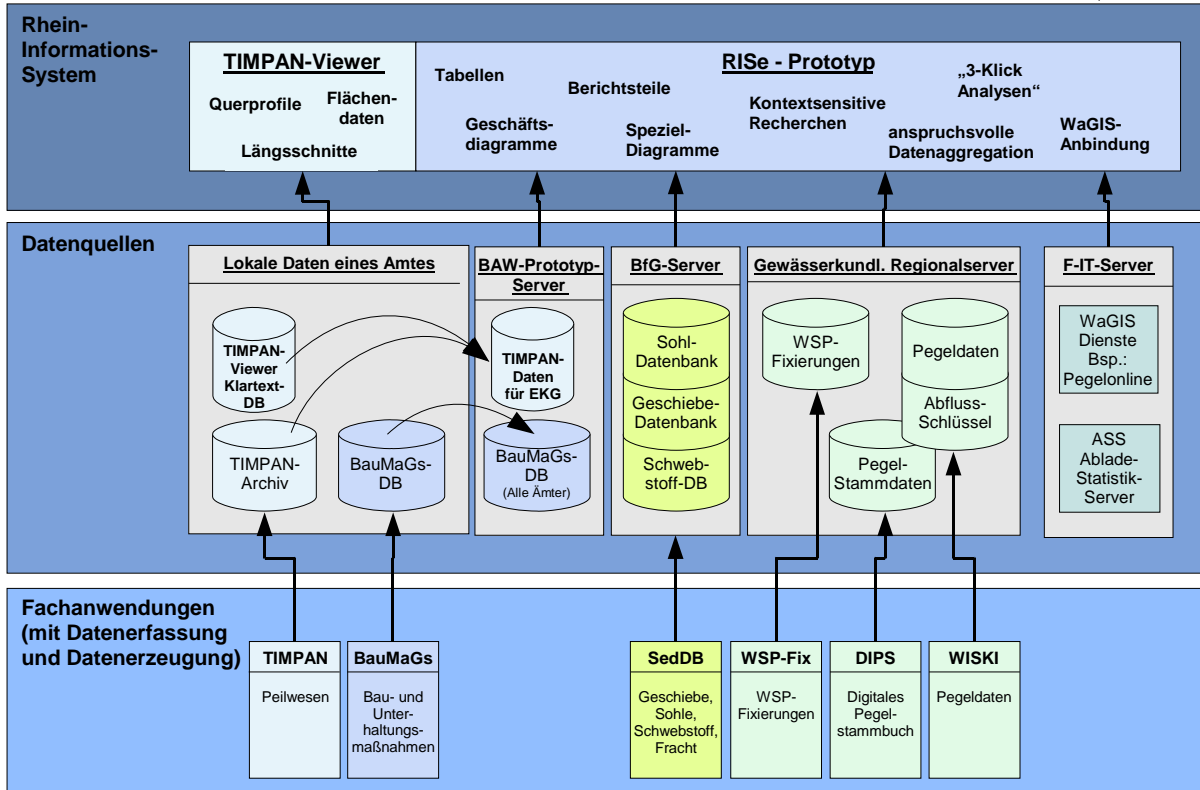 Rhein-
Informations-
System
TIMPAN-Viewer
Querprofile
Flächen-
daten
Längsschnitte
RISe - Prototyp
Tabellen
Berichtsteile
„3-Klick
Analysen“
Geschäfts-
diagramme
Speziel-
Diagramme
Kontextsensitive
Recherchen
anspruchsvolle
Datenaggregation
WaGIS-
Anbindung
Datenquellen
Lokale Daten eines Amtes
TIMPAN-
Viewer
Klartext-
DB
TIMPAN-
Archiv
BauMaGs-
DB
BAW-Prototyp-
Server
TIMPAN-
Daten
für EKG
BauMaGs-
DB
(Alle Ämter)
BfG-Server
Sohl-
Datenbank
Geschiebe-
Datenbank
Schweb-
stoff-DB
Gewässerkundl. Regionalserver
WSP-
Fixierungen
Pegeldaten
Abfluss-
Schlüssel
Pegel-
Stammdaten
F-IT-Server
WaGIS
Dienste
Bsp.:
Pegelonline
ASS
Ablade-
Statistik-
Server
Fachanwendungen
(mit Datenerfassung
und Datenerzeugung)
TIMPAN
Peilwesen
BauMaGs
Bau- und
Unter-
haltungs-
maßnahmen
SedDB
Geschiebe,
Sohle,
Schwebstoff,
Fracht
WSP-Fix
WSP-
Fixierungen
DIPS
Digitales
Pegel-
stammbuch
WISKI
Pegeldaten